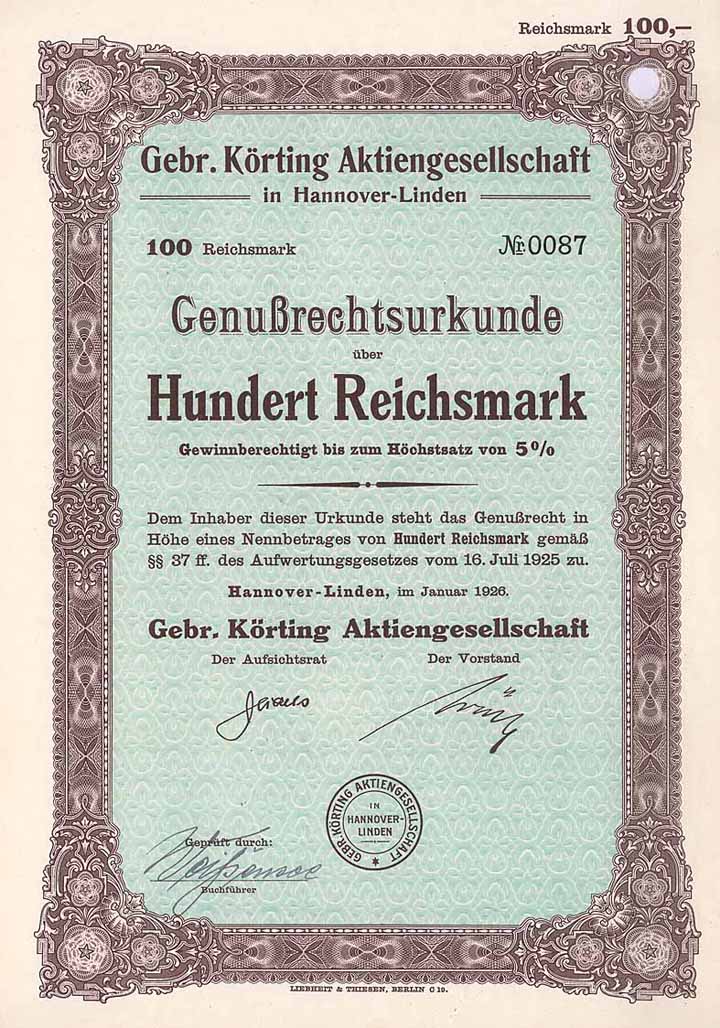 Reichsmark 100,–
Gebr. Körting Aktiengesellschaft
in Hannover-Linden
100 Reichsmark
Nr. 0087
Genußrechtsurkunde
über
Hundert Reichsmark
Gewinnberechtigt bis zum Höchstsatz von 5%
Dem Inhaber dieser Urkunde steht das Genußrecht in
Höhe eines Nennbetrages von Hundert Reichsmark gemäß
§§ 37 ff. des Aufwertungsgesetzes vom 16. Juli 1925 zu.
Hannover-Linden, im Januar 1926.
Gebr. Körting Aktiengesellschaft
Der Aufsichtsrat
Der Vorstand
GEBR. KÖRTING AKTIENGESELLSCHAFT
IN
HANNOVER-
LINDEN
Geprüft durch:
Buchführer
LIEBHEIT & THIESEN, BERLIN C 19.